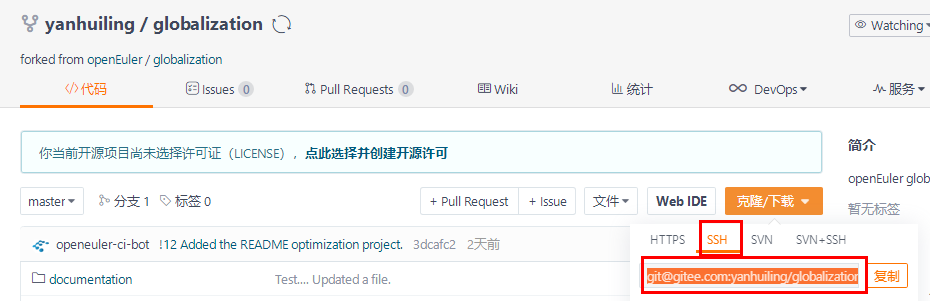 yanhuiling / globalization
Watching
forked from openEuler / globalization
</>代码 Issues 0 Pull Requests 0 Wiki 统计 DevOps 服务
你当前开源项目尚未选择许可证（LICENSE），点此选择并创建开源许可
简介
openEuler glob
暂无标签
master 分支 1 标签 0 + Pull Request + Issue 文件 Web IDE 克隆/下载
HTTPS SSH SVN SVN+SSH
openeuler-ci-bot !12 Added the README optimization project. 3dcafc2 2天前
git@gitee.com:yanhuiling/globalization 复制
documentation Test.... Updated a file.